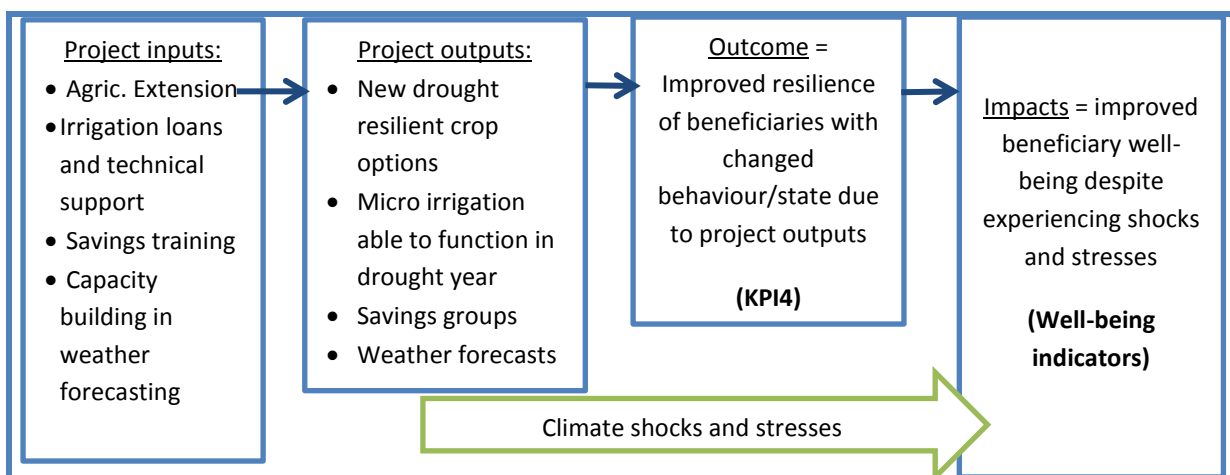 Project inputs:
• Agric. Extension
• Irrigation loans
and technical
support
• Savings training
• Capacity
building in
weather
forecasting
Project outputs:
• New drought
resilient crop
options
• Micro irrigation
able to function in
drought year
• Savings groups
• Weather forecasts
Outcome =
Improved resilience
of beneficiaries with
changed
behaviour/state due
to project outputs
(KPI4)
Impacts = improved
beneficiary well-
being despite
experiencing shocks
and stresses
(Well-being
indicators)
Climate shocks and stresses